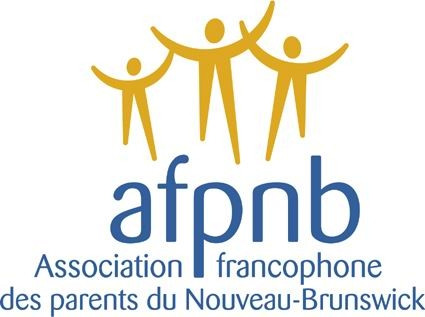 afpnb
Association francophone
des parents du Nouveau-Brunswick